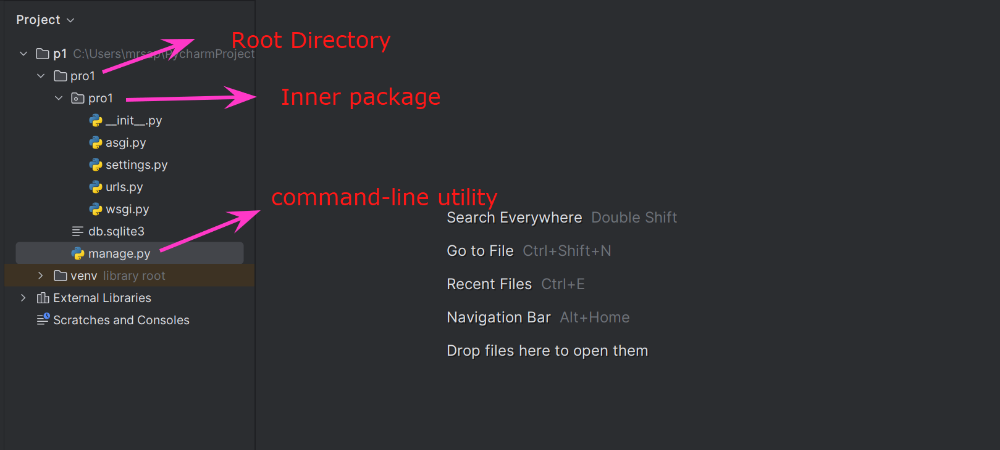 Project
Root Directory
p1 C:\Users\mrsap\PycharmProject
pro1
pro1
Inner package
__init__.py
asgi.py
settings.py
urls.py
command-line utility
wsgi.py
Search Everywhere Double Shift
db.sqlite3
manage.py
Go to File Ctrl+Shift+N
venv library root
Recent Files Ctrl+E
External Libraries
Navigation Bar Alt+Home
Scratches and Consoles
Drop files here to open them